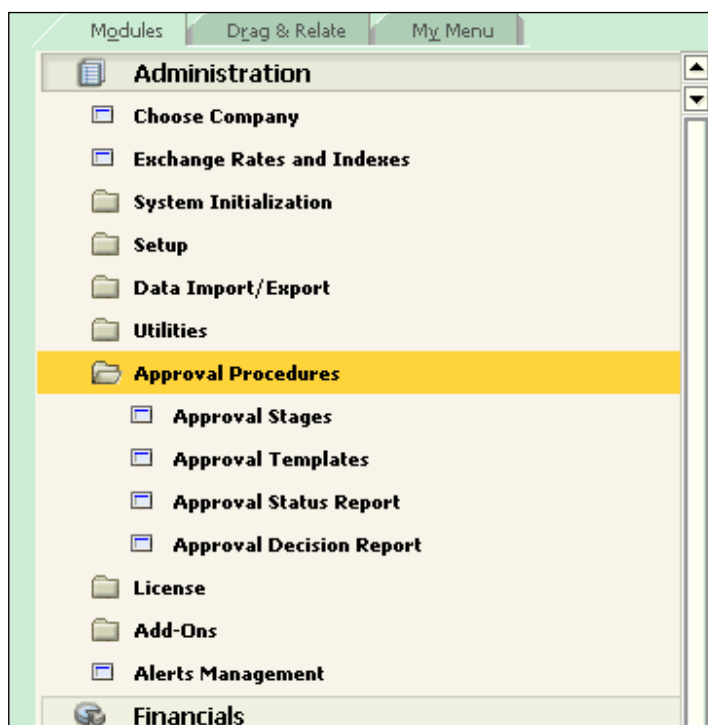 Modules Drag & Relate My Menu
Administration
Choose Company
Exchange Rates and Indexes
System Initialization
Setup
Data Import/Export
Utilities
Approval Procedures
Approval Stages
Approval Templates
Approval Status Report
Approval Decision Report
License
Add-Ons
Alerts Management
Financials